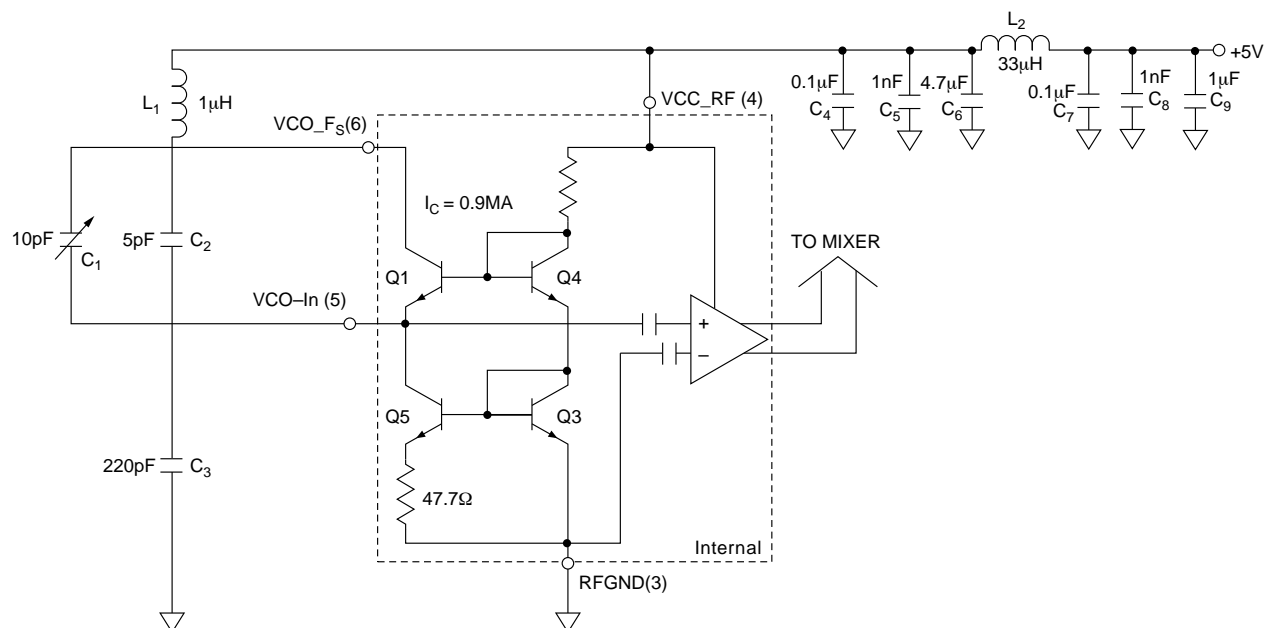 L2
33μH
+5V
0.1μF
C4
1nF
C5
4.7μF
C6
0.1μF
C7
1nF
C8
1μF
C9
L1
1μH
VCC_RF (4)
VCO_FS(6)
IC = 0.9MA
10pF
C1
5pF
C2
Q1
Q4
TO MIXER
VCO–In (5)
+
–
Q5
Q3
220pF
C3
47.7Ω
Internal
RFGND(3)